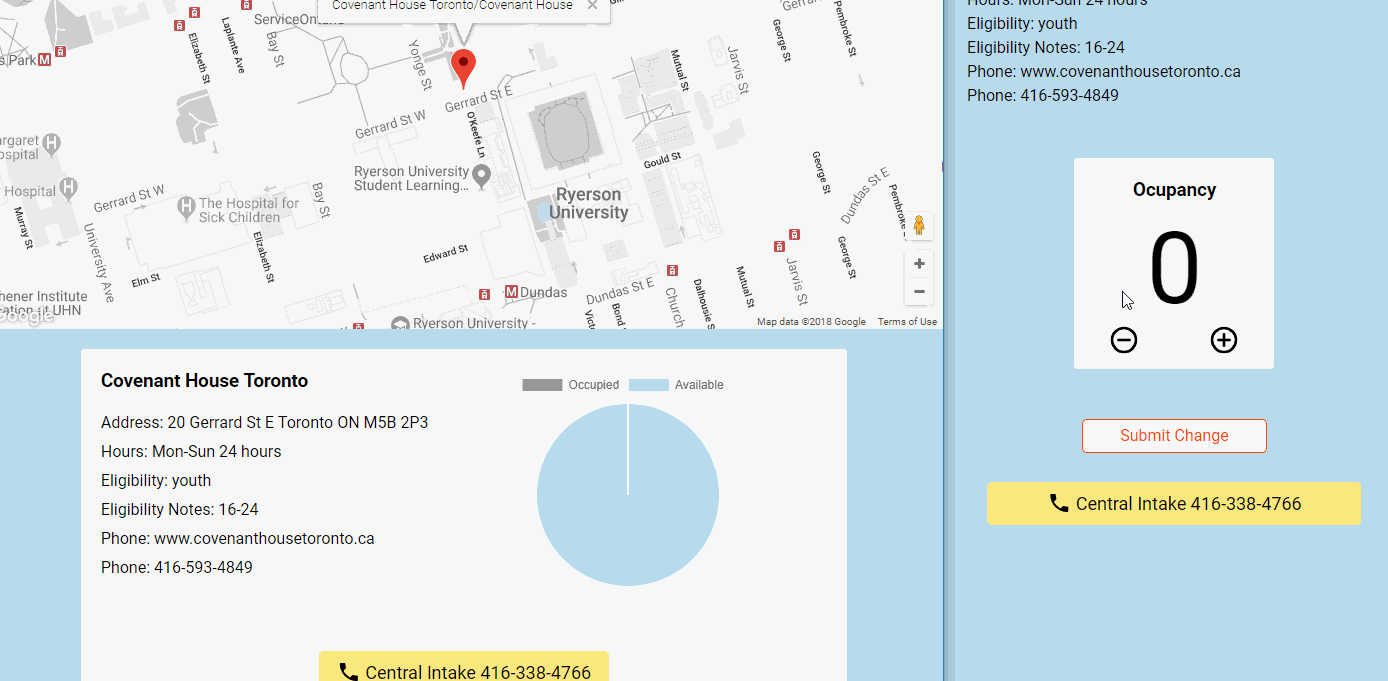 Covenant House Toronto/Covenant House
ServiceOnt
Elizabeth St
Laplante Ave
Bay St
Yonge St
George St
Pembroke St
Mutual St
Jarvis St
s Park
Gerrard St E
Gerrard St W
O'Keefe Ln
argaret
ospital
Hospital
Gould St
George St
Dundas St E
Pembroke S
Ryerson University
Student Learning...
Ryerson
University
Gerrard St W
The Hospital for
Sick Children
Bay St
Murray St
University Ave
Elizabeth St
Elm St
Edward St
George St
Jarvis St
Mutual St
Dalhousie S
Church
Dundas St E
Bond
Victo
Dundas
hener Institute
cation at UHN
Google
Ryerson University -
Map data ©2018 Google
Terms of Use
Covenant House Toronto
Address: 20 Gerrard St E Toronto ON M5B 2P3
Hours: Mon-Sun 24 hours
Eligibility: youth
Eligibility Notes: 16-24
Phone: www.covenanthousetoronto.ca
Phone: 416-593-4849
Occupied
Available
Central Intake 416-338-4766
Hours: Mon-Sun 24 hours
Eligibility: youth
Eligibility Notes: 16-24
Phone: www.covenanthousetoronto.ca
Phone: 416-593-4849
Ocupancy
0
Submit Change
Central Intake 416-338-4766